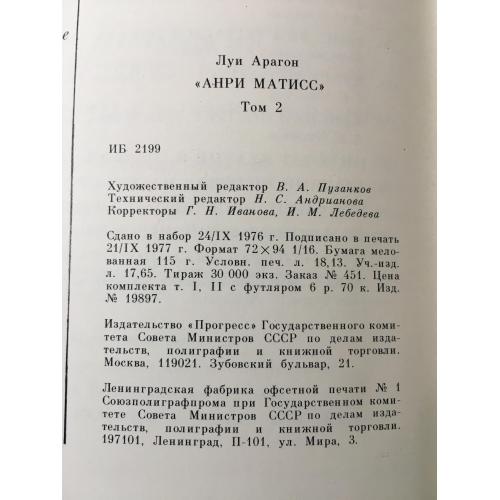 е
Луи Арагон
«АНРИ МАТИСС»
Том 2
ИБ 2199
Художественный редактор В. А. Пузанков
Технический редактор Н. С. Андрианова
Корректоры Г. Н. Иванова, И. М. Лебедева
Сдано в набор 24/IX 1976 г. Подписано в печать
21/IX 1977 г. Формат 72×94 1/16. Бумага мело-
ванная 115 г. Условн. печ. л. 18,13. Уч.-изд.
л. 17,65. Тираж 30 000 экз. Заказ № 451. Цена
комплекта т. I, II с футляром 6 р. 70 к. Изд.
№ 19897.
Издательство «Прогресс» Государственного коми-
тета Совета Министров СССР по делам изда-
тельств, полиграфии и книжной торговли.
Москва, 119021. Зубовский бульвар, 21.
Ленинградская фабрика офсетной печати № 1
Союзполиграфпрома при Государственном коми-
тете Совета Министров СССР по делам изда-
тельств, полиграфии и книжной торговли.
197101, Ленинград, П-101, ул. Мира, 3.